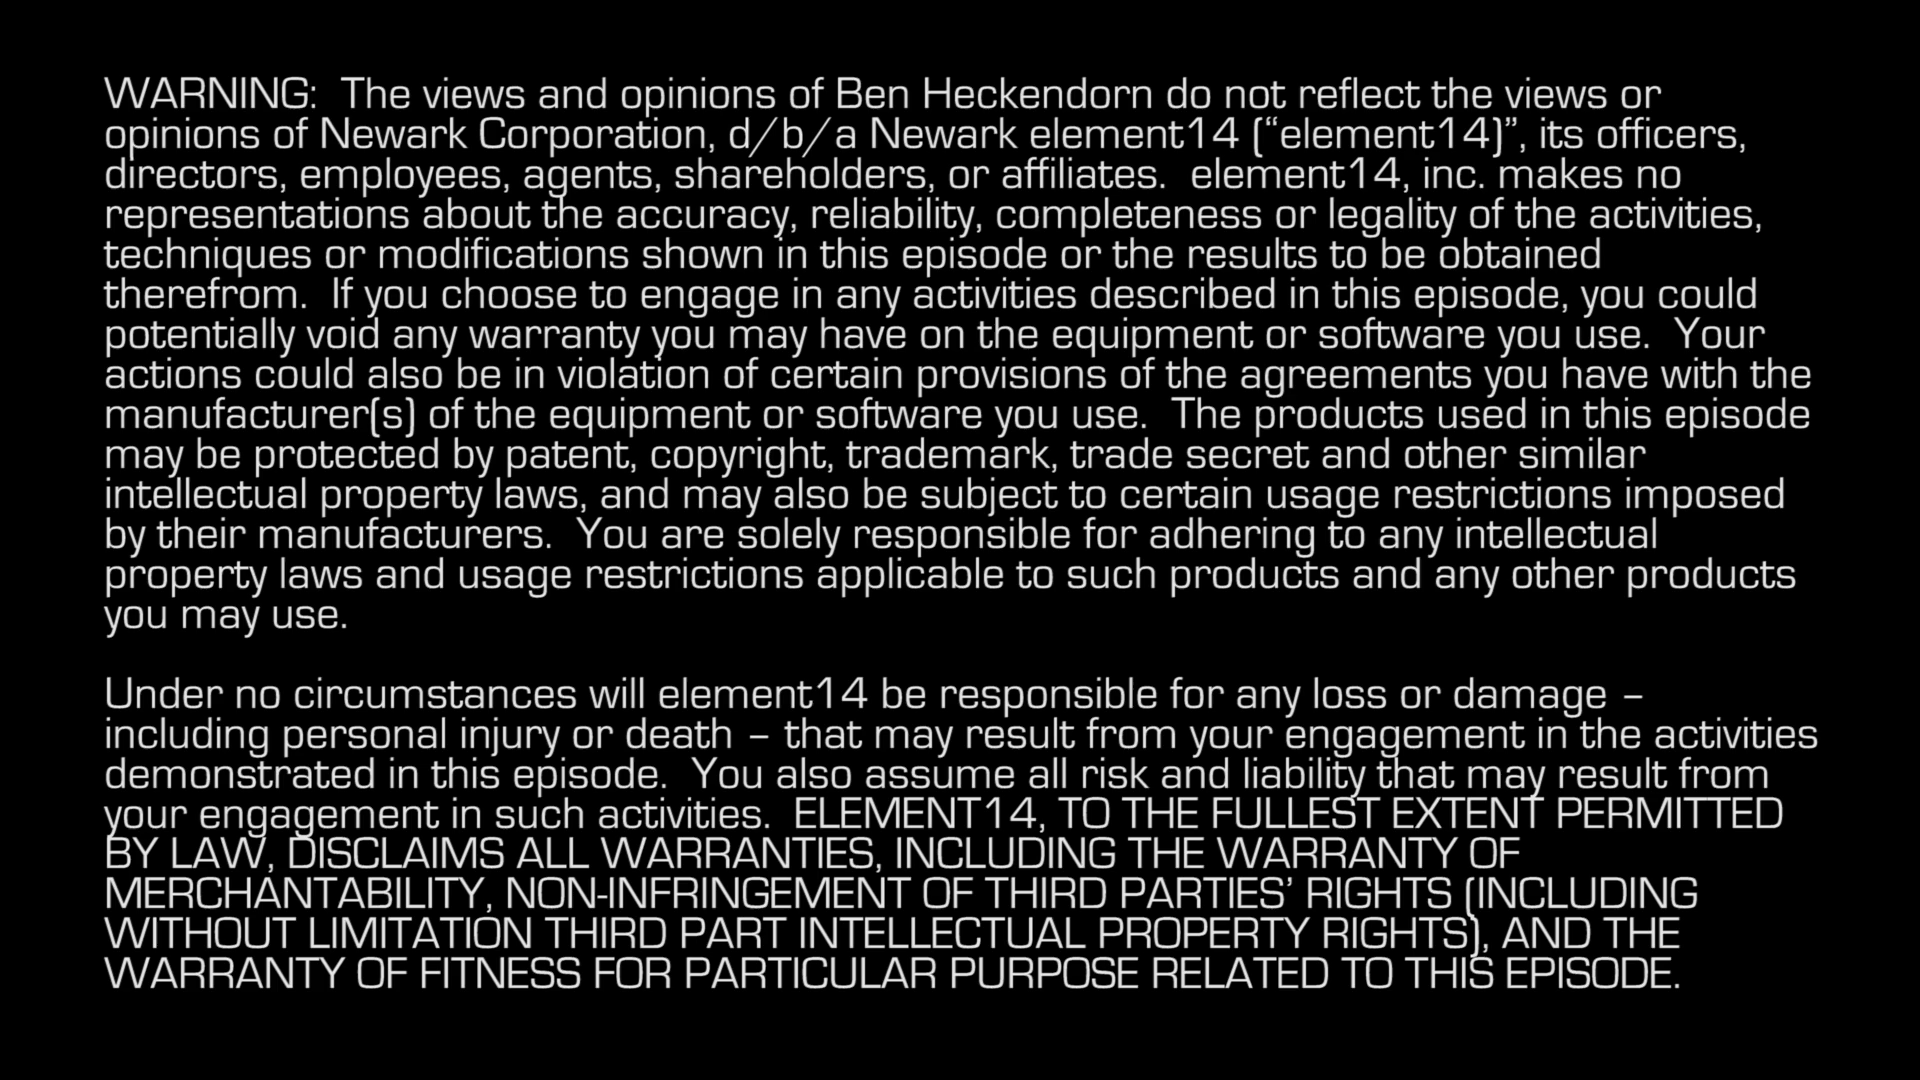 WARNING:  The views and opinions of Ben Heckendorn do not reflect the views or
opinions of Newark Corporation, d/b/a Newark element14 (“element14)”, its officers,
directors, employees, agents, shareholders, or affiliates.  element14, inc. makes no
representations about the accuracy, reliability, completeness or legality of the activities,
techniques or modifications shown in this episode or the results to be obtained
therefrom.  If you choose to engage in any activities described in this episode, you could
potentially void any warranty you may have on the equipment or software you use.  Your
actions could also be in violation of certain provisions of the agreements you have with the
manufacturer(s) of the equipment or software you use.  The products used in this episode
may be protected by patent, copyright, trademark, trade secret and other similar
intellectual property laws, and may also be subject to certain usage restrictions imposed
by their manufacturers.  You are solely responsible for adhering to any intellectual
property laws and usage restrictions applicable to such products and any other products
you may use.
Under no circumstances will element14 be responsible for any loss or damage –
including personal injury or death – that may result from your engagement in the activities
demonstrated in this episode.  You also assume all risk and liability that may result from
your engagement in such activities.  ELEMENT14, TO THE FULLEST EXTENT PERMITTED
BY LAW, DISCLAIMS ALL WARRANTIES, INCLUDING THE WARRANTY OF
MERCHANTABILITY, NON-INFRINGEMENT OF THIRD PARTIES’ RIGHTS (INCLUDING
WITHOUT LIMITATION THIRD PART INTELLECTUAL PROPERTY RIGHTS), AND THE
WARRANTY OF FITNESS FOR PARTICULAR PURPOSE RELATED TO THIS EPISODE.